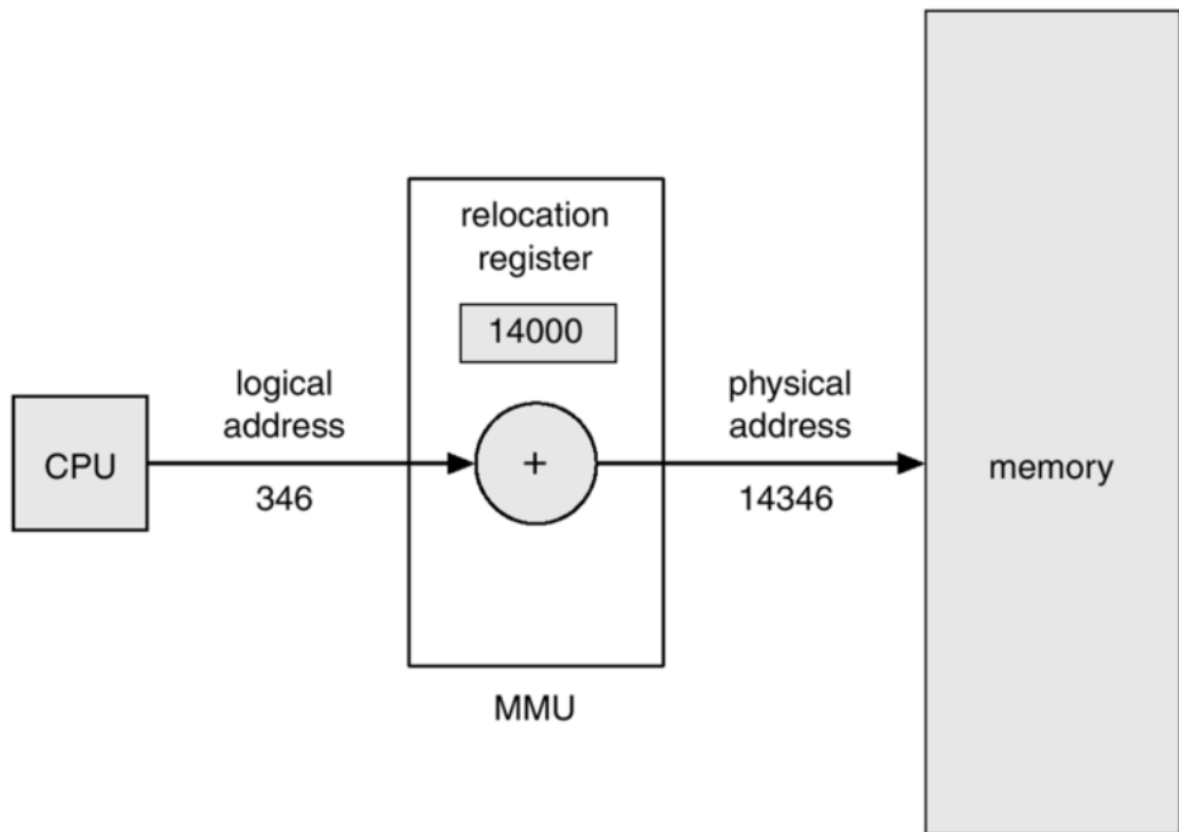 relocation
register
14000
logical
address
physical
address
CPU
+
memory
346
14346
MMU